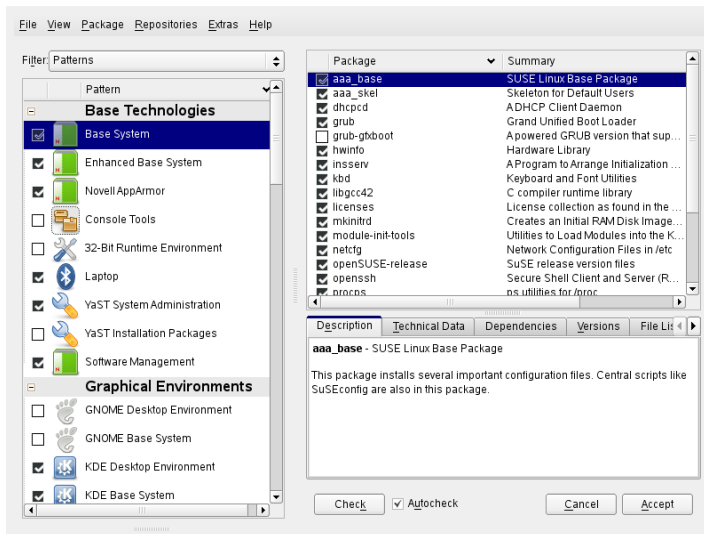 File View Package Repositories Extras Help
Filter: Patterns
Pattern
Base Technologies
Base System
Enhanced Base System
Novell AppArmor
Console Tools
32-Bit Runtime Environment
Laptop
YaST System Administration
YaST Installation Packages
Software Management
Graphical Environments
GNOME Desktop Environment
GNOME Base System
KDE Desktop Environment
KDE Base System
Package Summary
aaa_base SUSE Linux Base Package
aaa_skel Skeleton for Default Users
dhcpcd A DHCP Client Daemon
grub Grand Unified Boot Loader
grub-gfxboot A powered GRUB version that sup...
hwinfo Hardware Library
insserv A Program to Arrange Initialization ...
kbd Keyboard and Font Utilities
libgcc42 C compiler runtime library
licenses License collection as found in the ...
mkinitrd Creates an Initial RAM Disk Image...
module-init-tools Utilities to Load Modules into the K...
netcfg Network Configuration Files in /etc
openSUSE-release SuSE release version files
openssh Secure Shell Client and Server (R...
procps ps utilities for /proc
Description Technical Data Dependencies Versions File Lis
aaa_base - SUSE Linux Base Package
This package installs several important configuration files. Central scripts like
SuSEconfig are also in this package.
Check Autocheck Cancel Accept